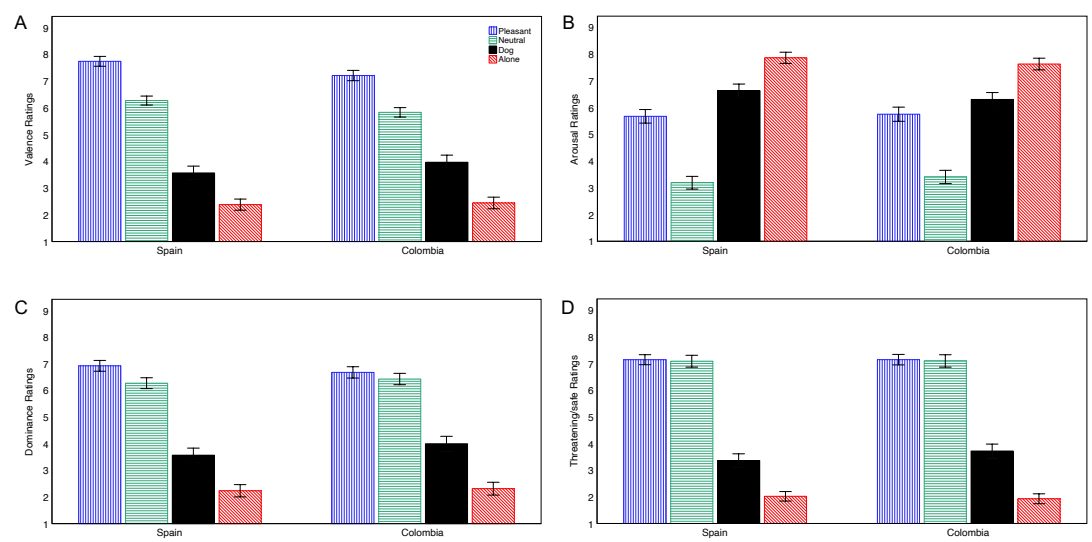 A
9
8
7
6
5
4
3
2
1
Valence Ratings
Pleasant
Neutral
Dog
Alone
Spain
Colombia
B
9
8
7
6
5
4
3
2
1
Arousal Ratings
Spain
Colombia
C
9
8
7
6
5
4
3
2
1
Dominance Ratings
Spain
Colombia
D
9
8
7
6
5
4
3
2
1
Threatening/safe Ratings
Spain
Colombia